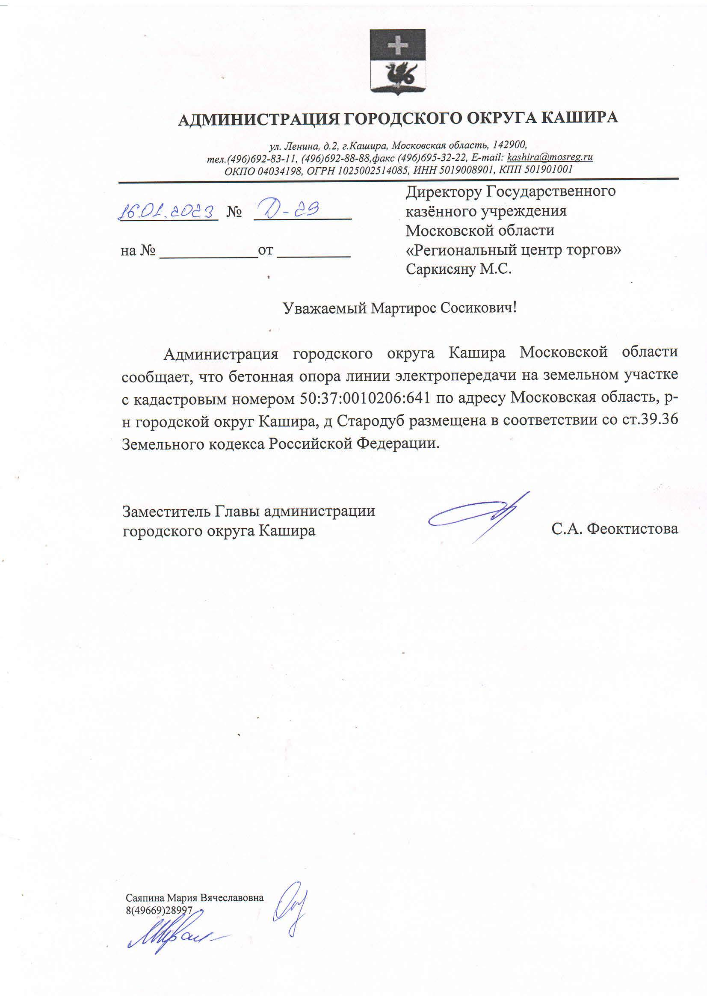 АДМИНИСТРАЦИЯ ГОРОДСКОГО ОКРУГА КАШИРА
ул. Ленина, д.2, г.Кашира, Московская область, 142900,
тел.(496)692-83-11, (496)692-88-88,факс (496)695-32-22, E-mail: kashira@mosreg.ru
ОКПО 04034198, ОГРН 1025002514085, ИНН 5019008901, КПП 501901001
16.01.2023 № Д-29
на № ____________от _________
Директору Государственного
казённого учреждения
Московской области
«Региональный центр торгов»
Саркисяну М.С.
Уважаемый Мартирос Сосикович!
Администрация городского округа Кашира Московской области
сообщает, что бетонная опора линии электропередачи на земельном участке
с кадастровым номером 50:37:0010206:641 по адресу Московская область, р-
н городской округ Кашира, д Стародуб размещена в соответствии со ст.39.36
Земельного кодекса Российской Федерации.
Заместитель Главы администрации
городского округа Кашира
С.А. Феоктистова
Саяпина Мария Вячеславовна
8(49669)28997